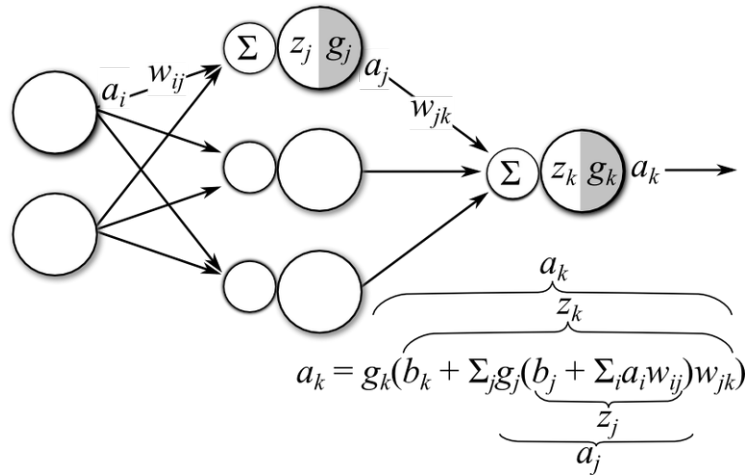 Σ z_j g_j
a_i w_ij a_j
w_jk
Σ z_k g_k a_k
a_k
z_k
a_k = g_k(b_k + Σ_j g_j(b_j + Σ_i a_i w_ij)w_jk)
z_j
a_j